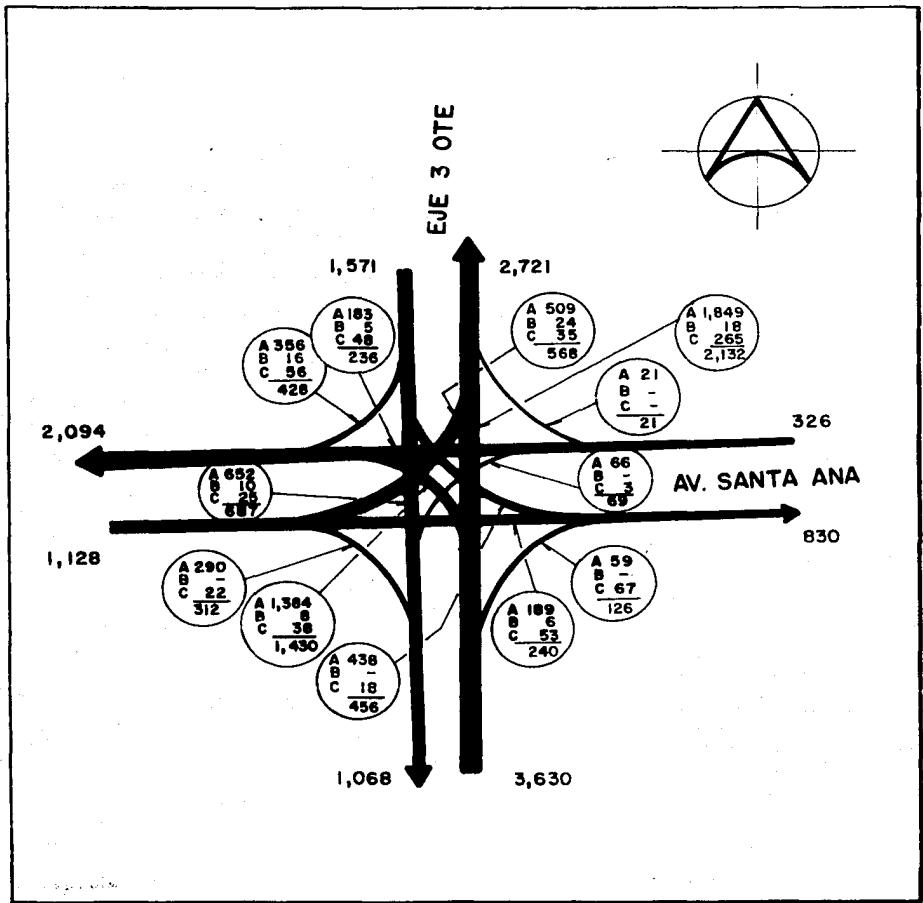 EJE 3 OTE
1,571
2,721
A 183
B 5
C 48
236
A 509
B 24
C 35
568
A 1,849
B 18
C 265
2,132
A 356
B 16
C 56
428
A 21
B -
C -
21
2,094
326
A 652
B 10
C 25
687
A 66
B -
C 3
69
AV. SANTA ANA
1,128
830
A 290
B -
C 22
312
A 1,384
B 8
C 38
1,430
A 438
B -
C 18
456
A 189
B 6
C 53
240
A 59
B -
C 67
126
1,068
3,630